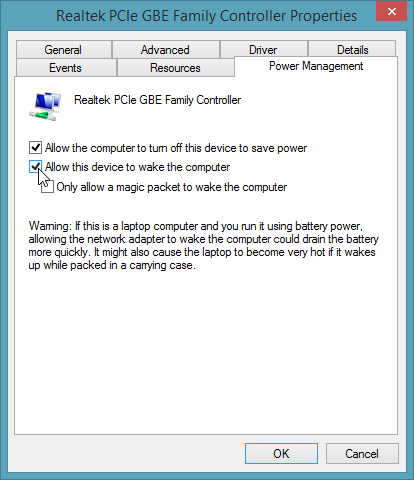 Realtek PCIe GBE Family Controller Properties
General Advanced Driver Details
Events Resources Power Management
Realtek PCIe GBE Family Controller
Allow the computer to turn off this device to save power
Allow this device to wake the computer
Only allow a magic packet to wake the computer
Warning: If this is a laptop computer and you run it using battery power,
allowing the network adapter to wake the computer could drain the battery
more quickly. It might also cause the laptop to become very hot if it wakes
up while packed in a carrying case.
OK Cancel